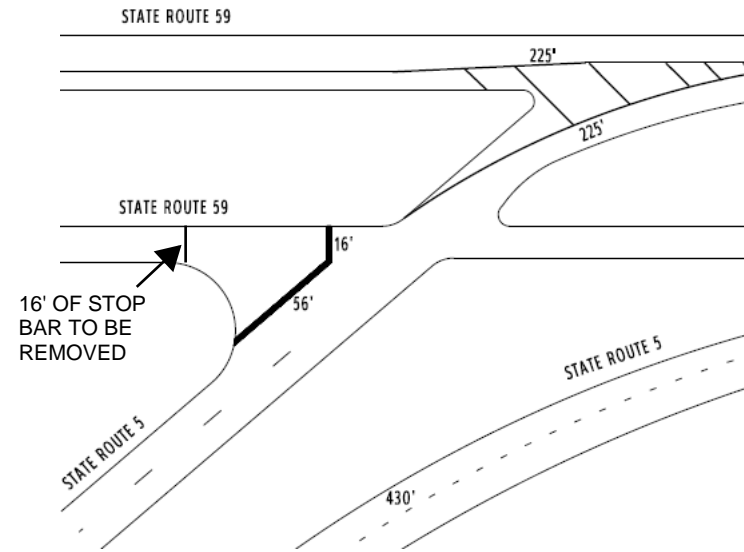 STATE ROUTE 59
225'
225'
STATE ROUTE 59
16'
16' OF STOP
BAR TO BE
REMOVED
56'
STATE ROUTE 5
STATE ROUTE 5
430'